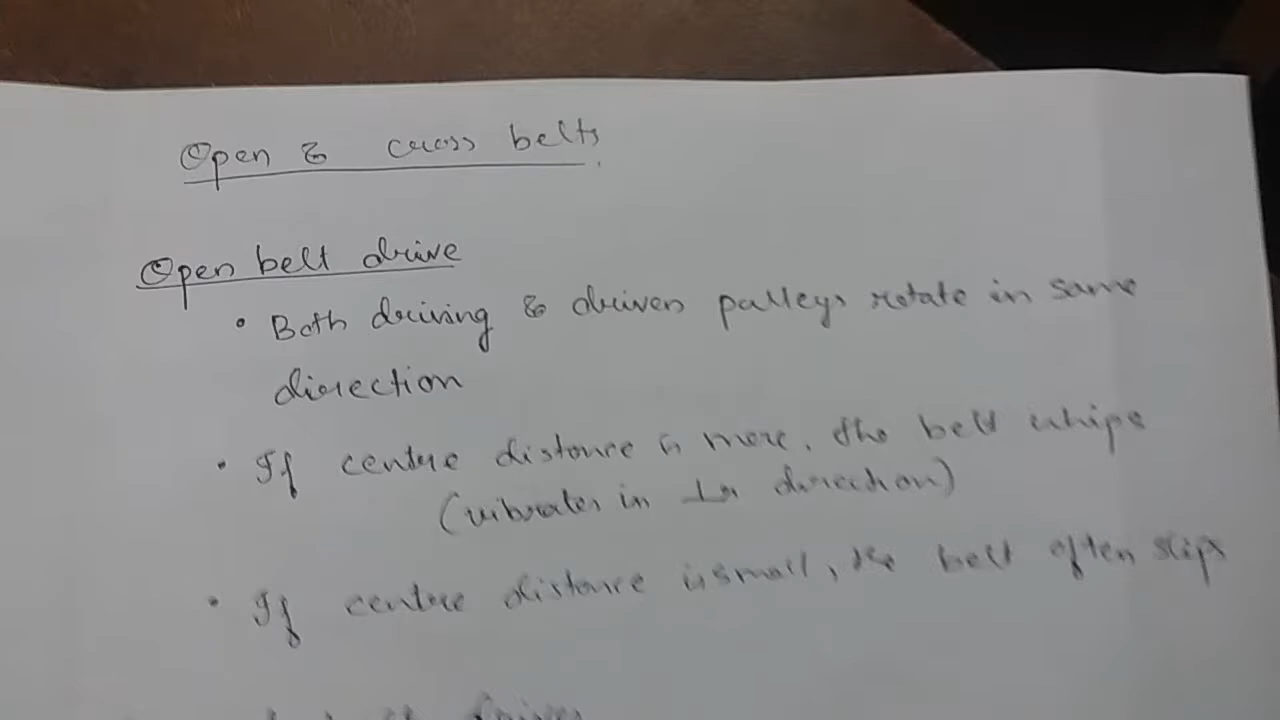 Open & cross belts.
Open belt drive
• Both driving & driven pulleys rotate in same
direction
• If centre distance is more, the belt whips
(vibrates in ⊥r direction)
• If centre distance is small, the belt often slips